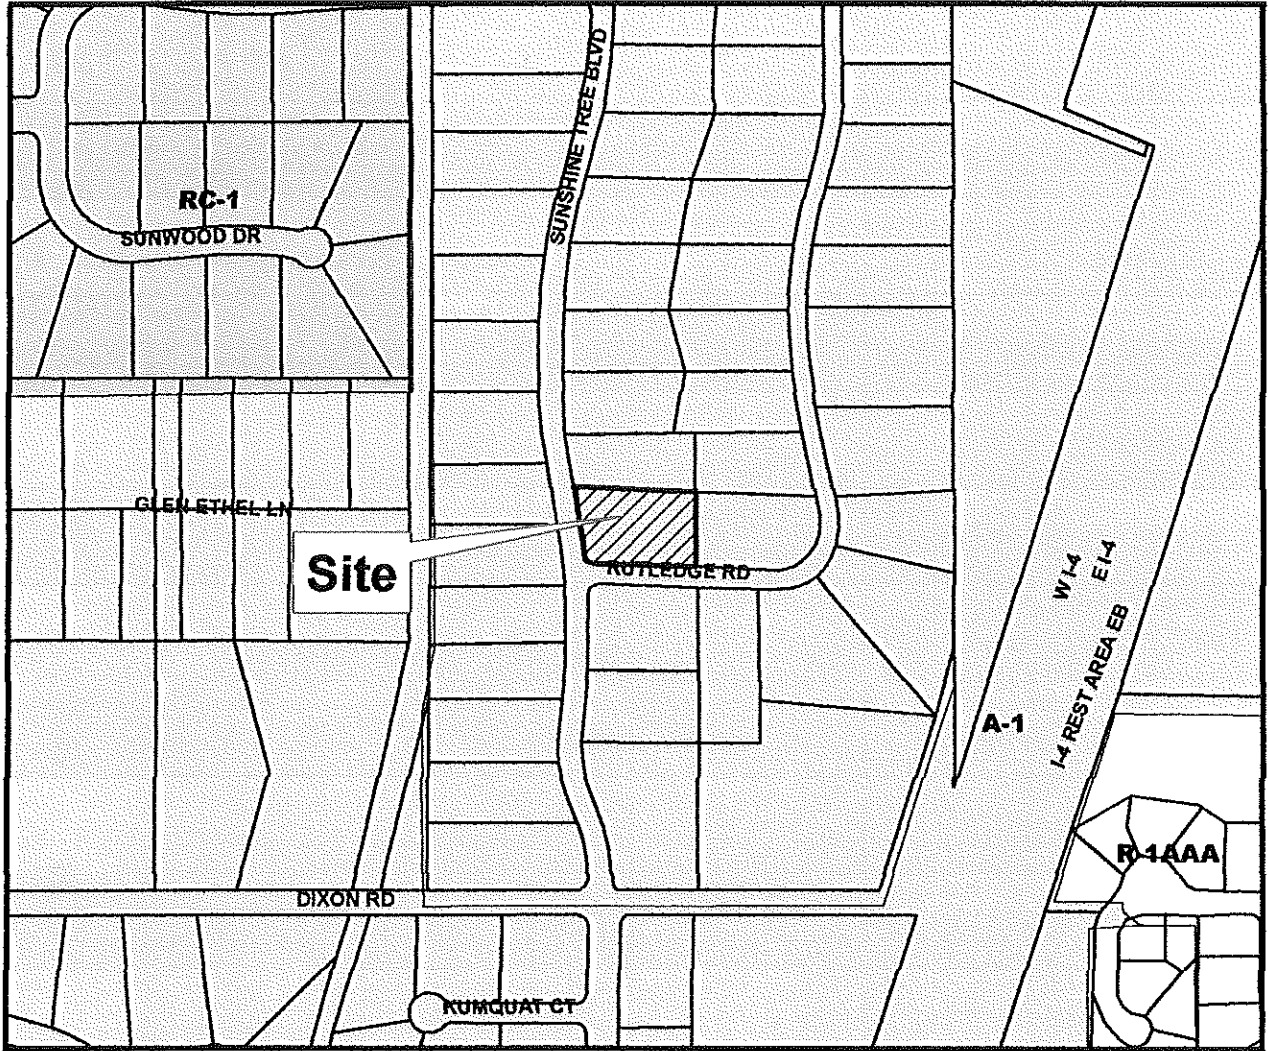 SUNSHINE TREE BLVD
RC-1
SUNWOOD DR
GLEN ETHEL LN
Site
RUTLEDGE RD
W I-4
E I-4
I-4 REST AREA EB
A-1
R-1AAA
DIXON RD
KUMQUAT CT